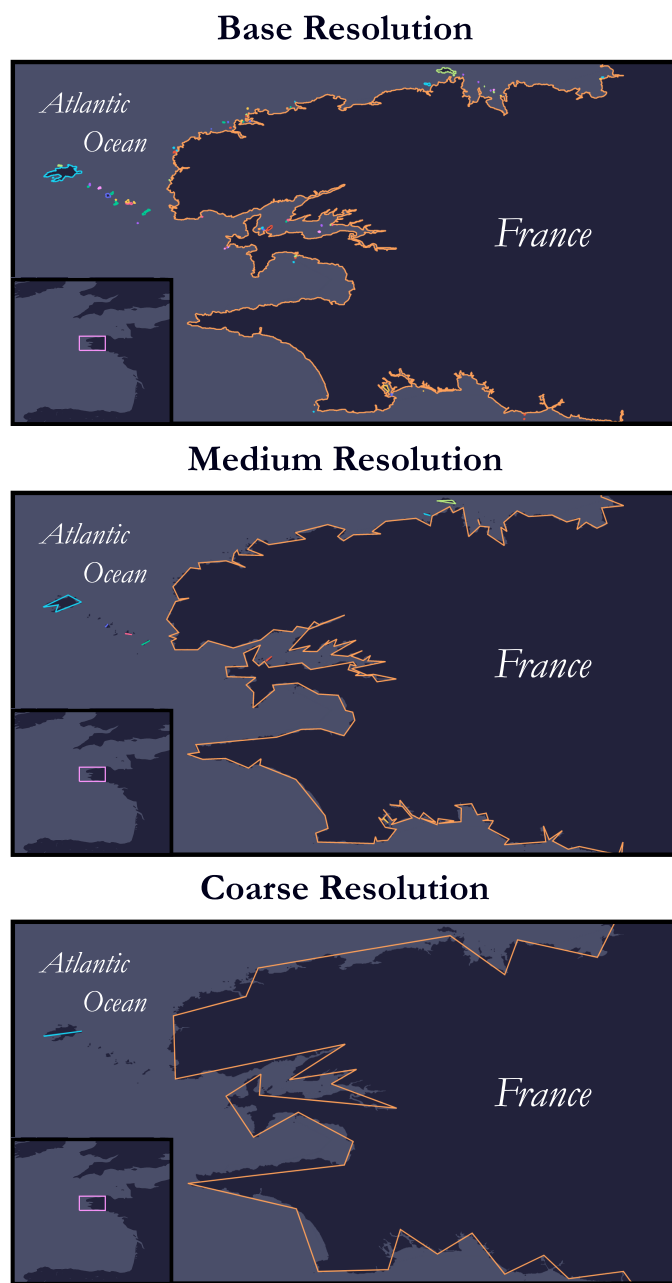 Base Resolution
Atlantic
Ocean
France
Medium Resolution
Atlantic
Ocean
France
Coarse Resolution
Atlantic
Ocean
France